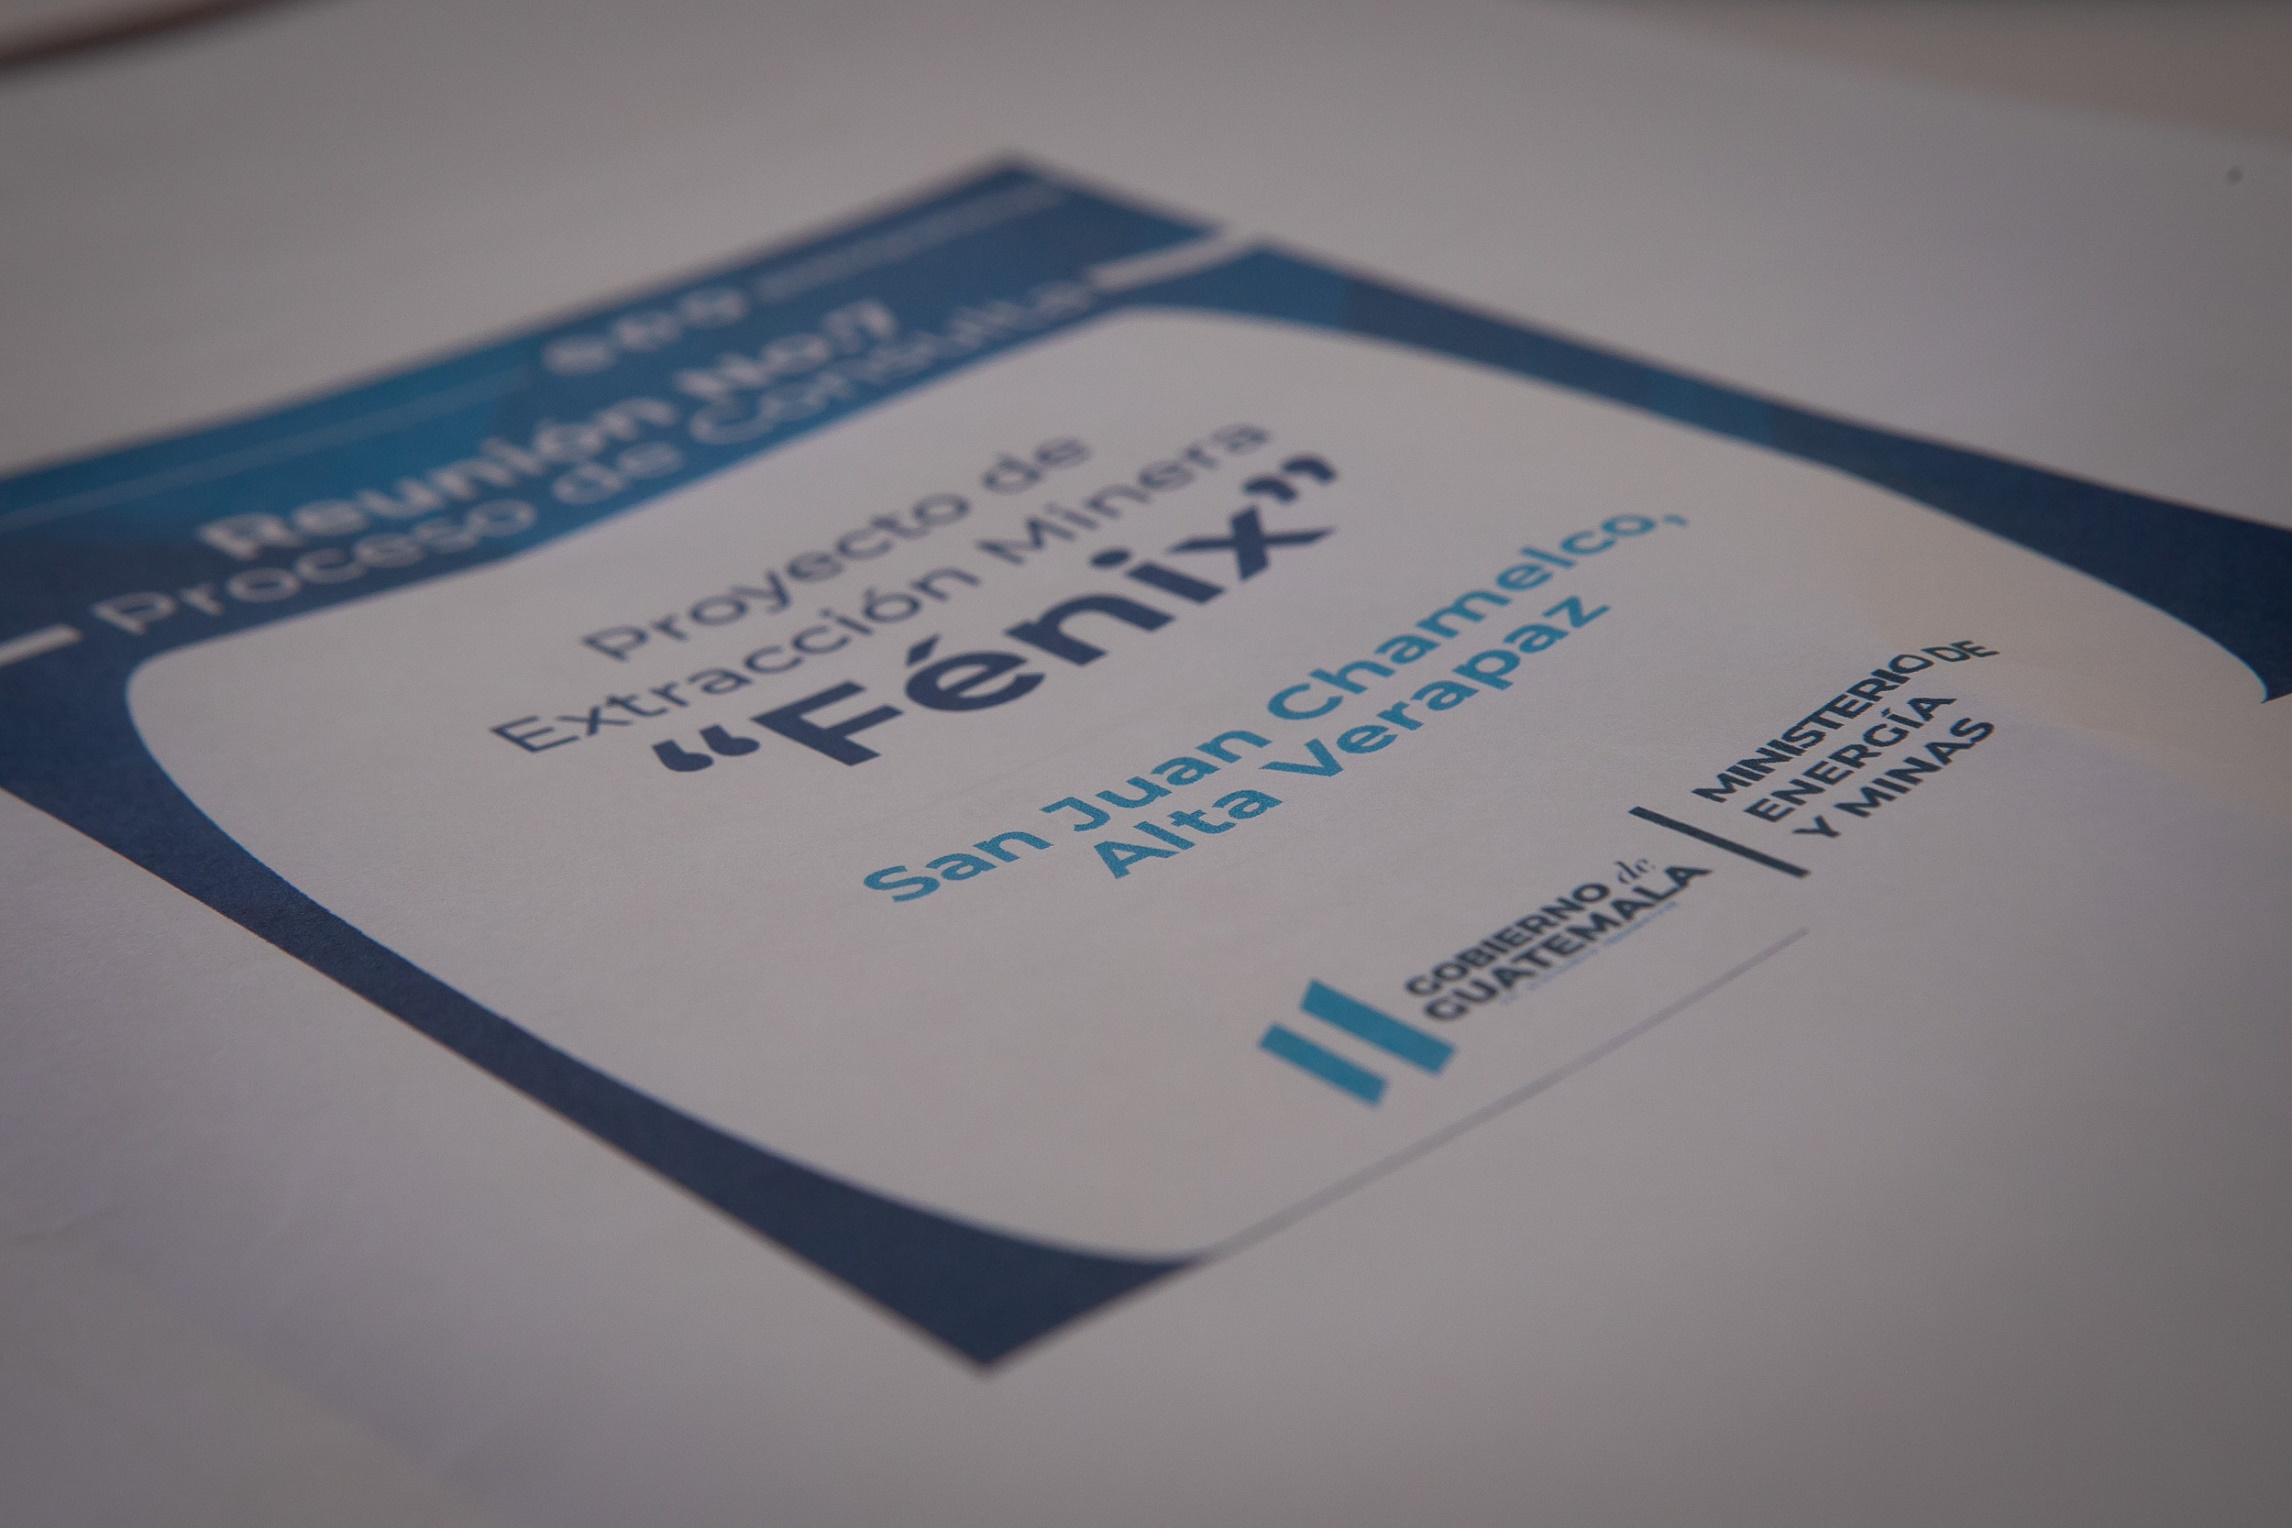 Reunión No.7
Proceso de Consulta
Proyecto de
Extracción Minera
“Fénix”
San Juan Chamelco,
Alta Verapaz
GOBIERNO de
GUATEMALA
MINISTERIO DE
ENERGÍA
Y MINAS